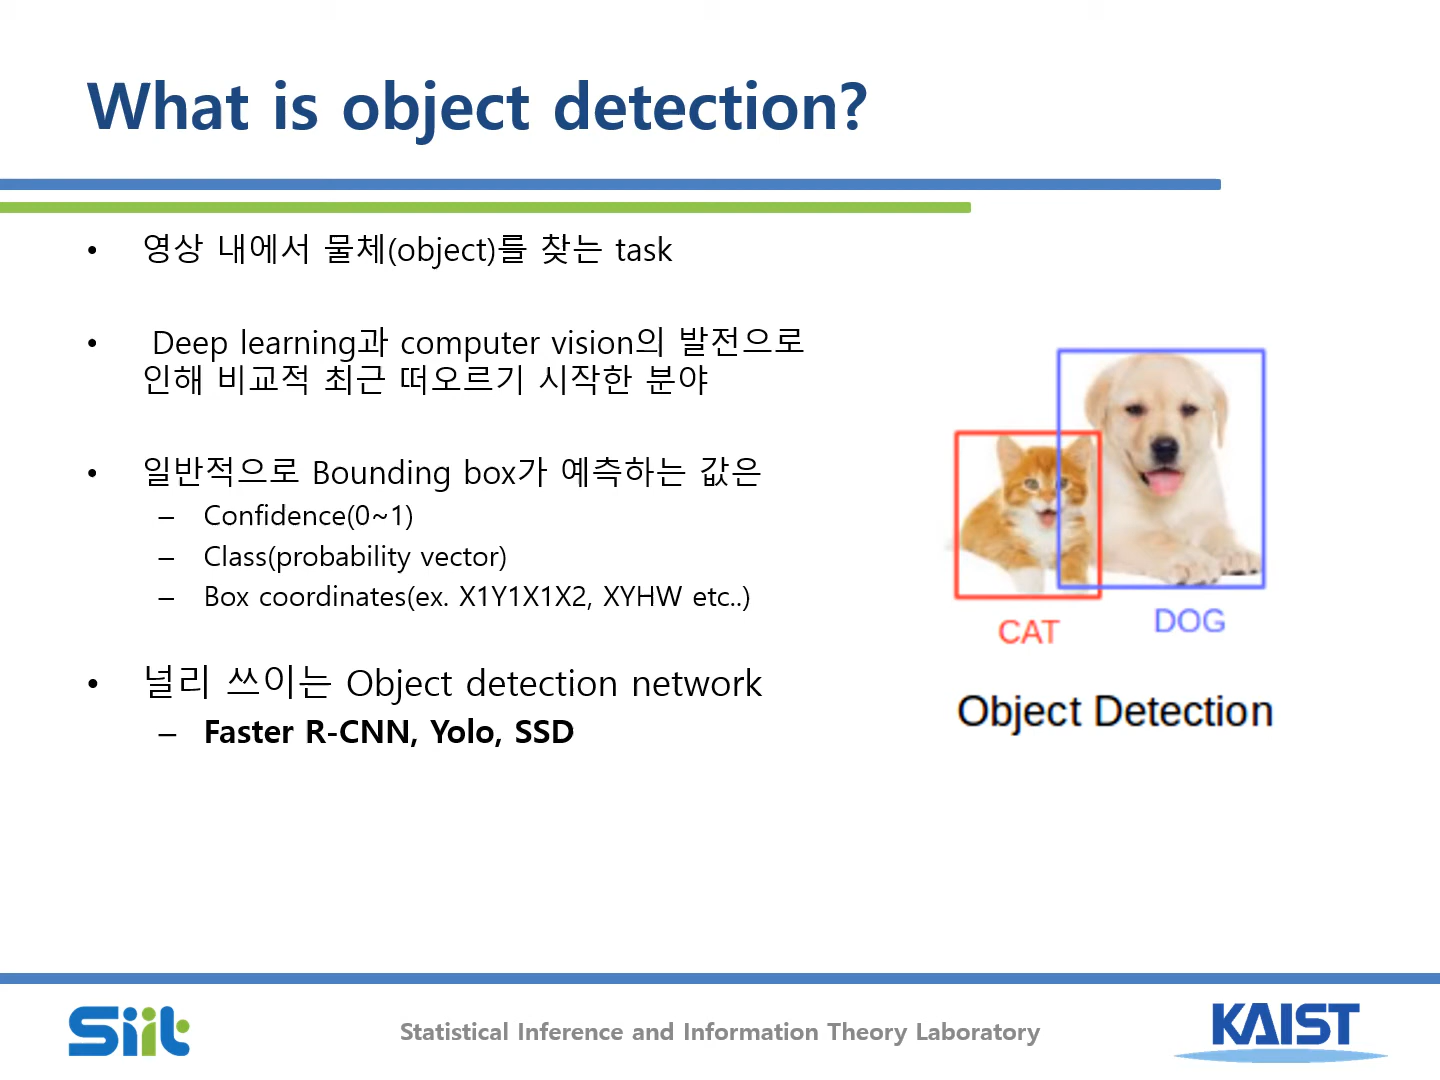 What is object detection?
• 영상 내에서 물체(object)를 찾는 task
• Deep learning과 computer vision의 발전으로
인해 비교적 최근 떠오르기 시작한 분야
• 일반적으로 Bounding box가 예측하는 값은
– Confidence(0~1)
– Class(probability vector)
– Box coordinates(ex. X1Y1X1X2, XYHW etc..)
• 널리 쓰이는 Object detection network
– Faster R-CNN, Yolo, SSD
CAT
DOG
Object Detection
Siit
Statistical Inference and Information Theory Laboratory
KAIST